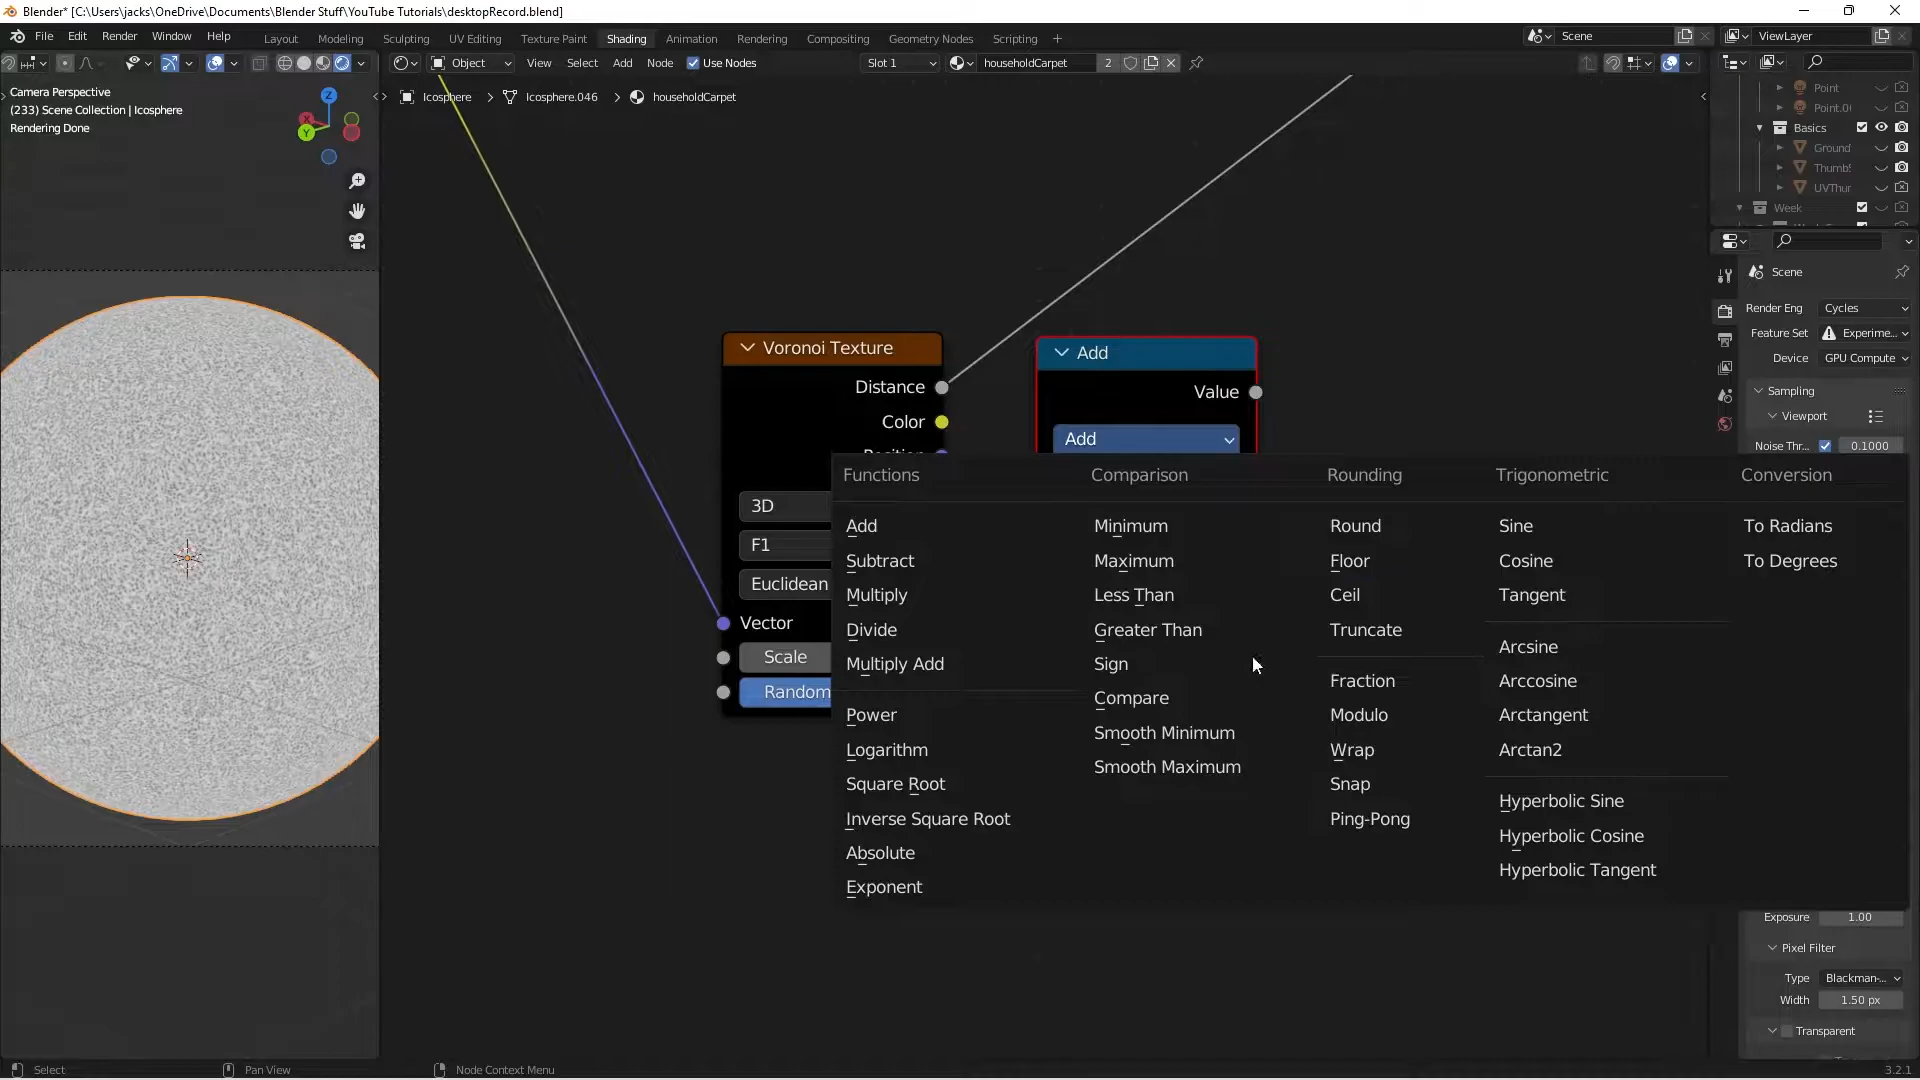 Blender* [C:\Users\jacks\OneDrive\Documents\Blender Stuff\YouTube Tutorials\desktopRecord.blend]
File Edit Render Window Help Layout Modeling Sculpting UV Editing Texture Paint Shading Animation Rendering Compositing Geometry Nodes Scripting + Scene ViewLayer
Object View Select Add Node Use Nodes Slot 1 householdCarpet 2
Camera Perspective
(233) Scene Collection | Icosphere
Rendering Done
Icosphere > Icosphere.046 > householdCarpet
Z
Y
Point
Basics
Ground
UVThur
Week
Scene
Render Eng Cycles
Feature Set Experime...
Device GPU Compute
Sampling
Viewport
Noise Thr... 0.1000
Voronoi Texture
Distance
Color
3D
F1
Euclidean
Vector
Scale
Random
Add
Value
Add
Functions
Add
Subtract
Multiply
Divide
Multiply Add
Power
Logarithm
Square Root
Inverse Square Root
Absolute
Exponent
Comparison
Minimum
Maximum
Less Than
Greater Than
Sign
Compare
Smooth Minimum
Smooth Maximum
Rounding
Round
Floor
Ceil
Truncate
Fraction
Modulo
Wrap
Snap
Ping-Pong
Trigonometric
Sine
Cosine
Tangent
Arcsine
Arccosine
Arctangent
Arctan2
Hyperbolic Sine
Hyperbolic Cosine
Hyperbolic Tangent
Conversion
To Radians
To Degrees
Exposure 1.00
Pixel Filter
Type Blackman-...
Width 1.50 px
Transparent
Select Pan View Node Context Menu 3.2.1